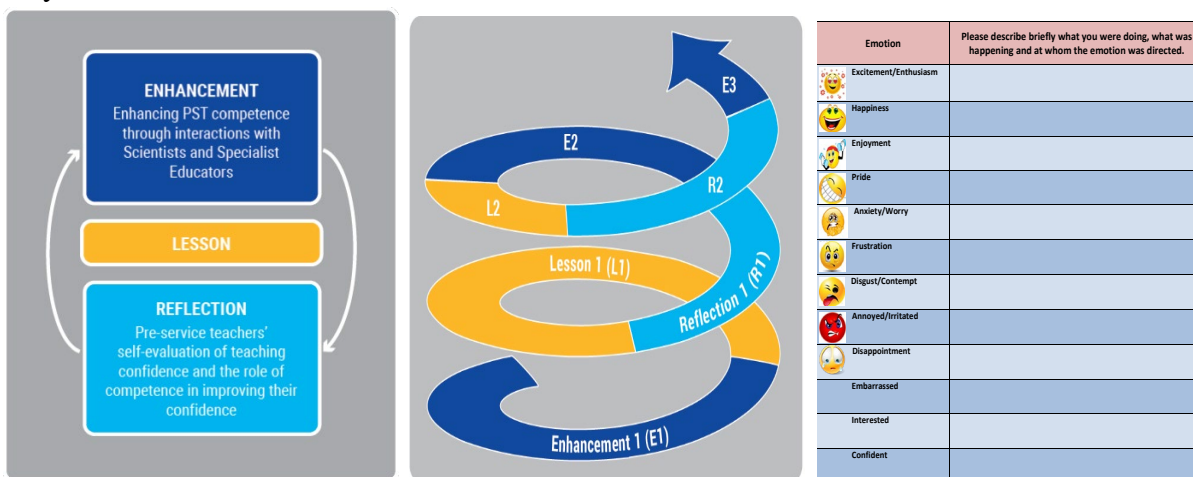 ENHANCEMENT
Enhancing PST competence
through interactions with
Scientists and Specialist
Educators
LESSON
REFLECTION
Pre-service teachers'
self-evaluation of teaching
confidence and the role of
competence in improving their
confidence
E3
E2
R2
L2
Lesson 1 (L1)
Reflection 1 (R1)
Enhancement 1 (E1)
Emotion
Please describe briefly what you were doing, what was
happening and at whom the emotion was directed.
Excitement/Enthusiasm
Happiness
Enjoyment
Pride
Anxiety/Worry
Frustration
Disgust/Contempt
Annoyed/Irritated
Disappointment
Embarrassed
Interested
Confident